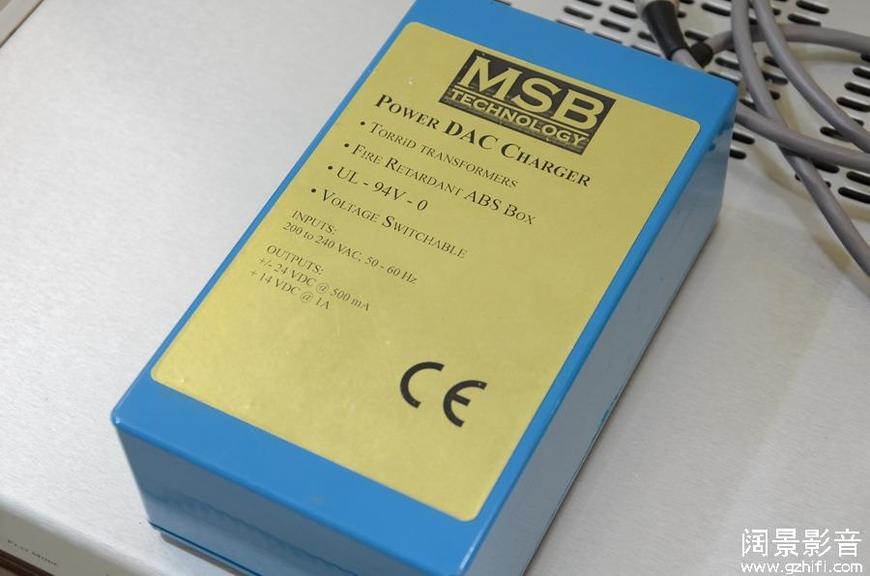 MSB
TECHNOLOGY
POWER DAC CHARGER
• TORRID TRANSFORMERS
• FIRE RETARDANT ABS BOX
• UL - 94V - 0
• VOLTAGE SWITCHABLE
INPUTS:
200 to 240 VAC, 50 - 60 Hz
OUTPUTS:
+/- 24 VDC @ 500 mA
+ 14 VDC @ 1A
CE
阔景影音
www.gzhifi.com